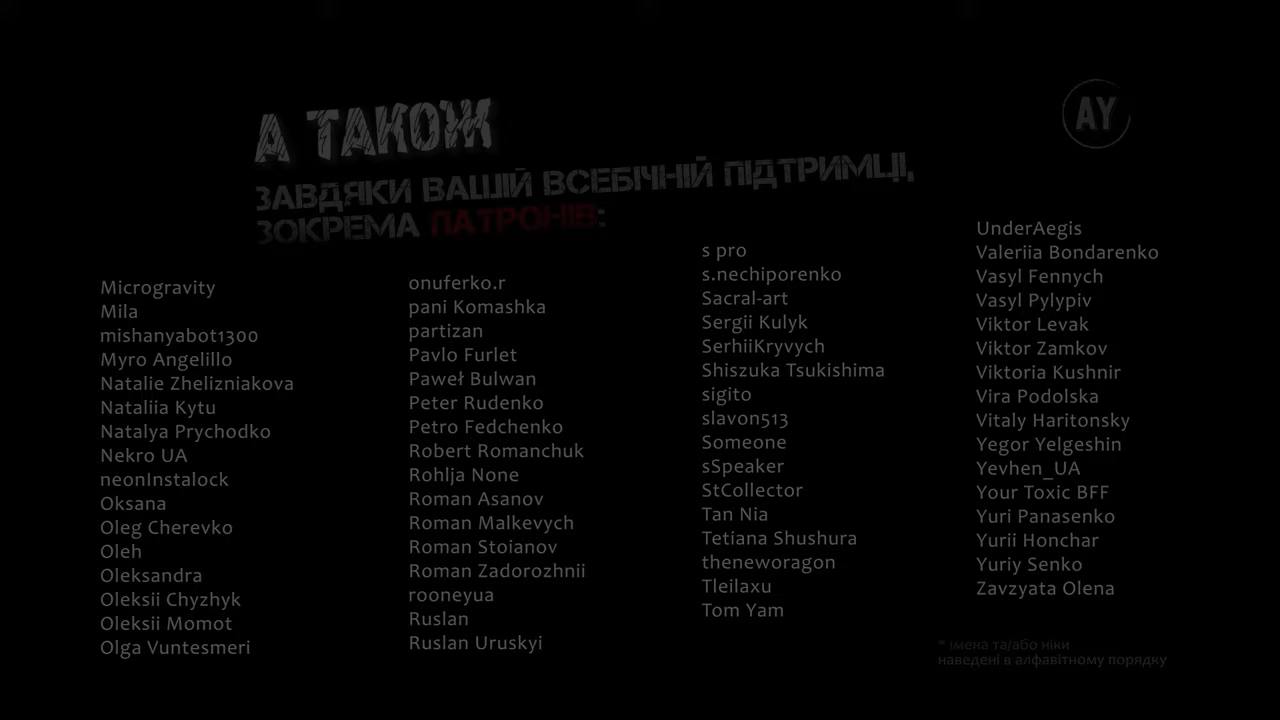 А ТАКОЖ
AY
ЗАВДЯКИ ВАШІЙ ВСЕБІЧНІЙ ПІДТРИМЦІ,
ЗОКРЕМА ПАТРОНІВ:
Microgravity
Mila
mishanyabot1300
Myro Angelillo
Natalie Zhelizniakova
Nataliia Kytu
Natalya Prychodko
Nekro UA
neonInstalock
Oksana
Oleg Cherevko
Oleh
Oleksandra
Oleksii Chyzhyk
Oleksii Momot
Olga Vuntesmeri
onuferko.r
pani Komashka
partizan
Pavlo Furlet
Paweł Bulwan
Peter Rudenko
Petro Fedchenko
Robert Romanchuk
Rohlja None
Roman Asanov
Roman Malkevych
Roman Stoianov
Roman Zadorozhnii
rooneyua
Ruslan
Ruslan Uruskyi
s pro
s.nechiporenko
Sacral-art
Sergii Kulyk
SerhiiKryvych
Shiszuka Tsukishima
sigito
slavon513
Someone
sSpeaker
StCollector
Tan Nia
Tetiana Shushura
theneworagon
Tleilaxu
Tom Yam
UnderAegis
Valeriia Bondarenko
Vasyl Fennych
Vasyl Pylypiv
Viktor Levak
Viktor Zamkov
Viktoria Kushnir
Vira Podolska
Vitaly Haritonsky
Yegor Yelgeshin
Yevhen_UA
Your Toxic BFF
Yuri Panasenko
Yurii Honchar
Yuriy Senko
Zavzyata Olena
* імена та/або ніки
наведені в алфавітному порядку